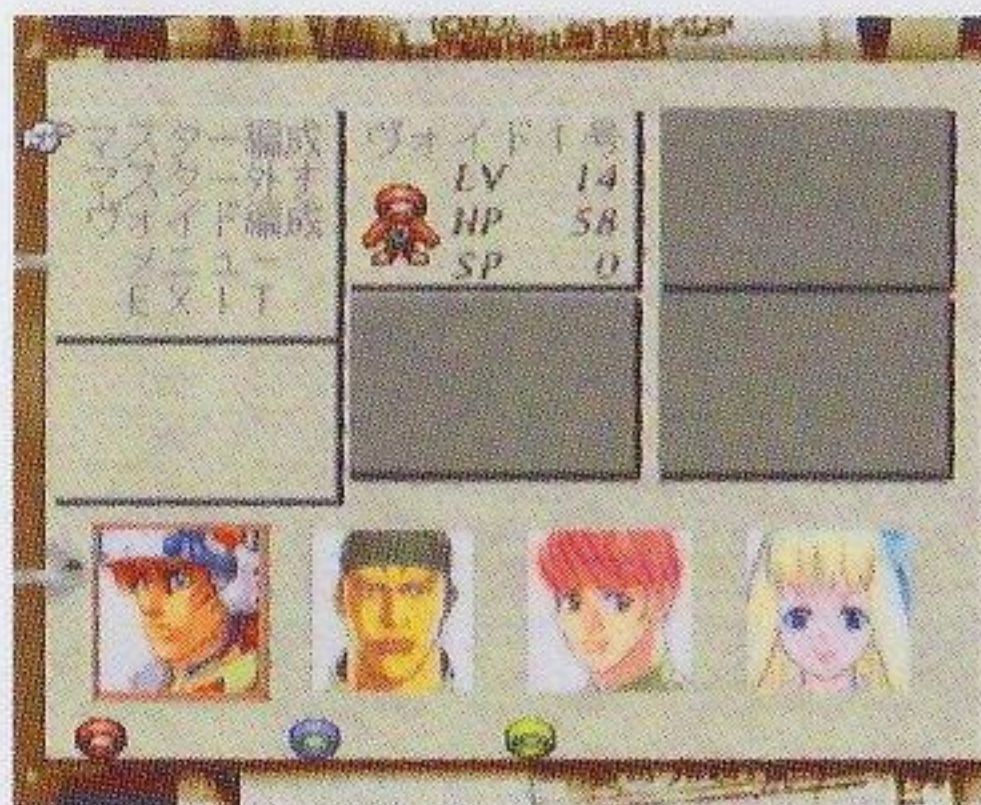 マスター編成
マスター外す
ヴォイド編成
メニュー
EXIT
ヴォイド1号
LV 14
HP 58
SP 0